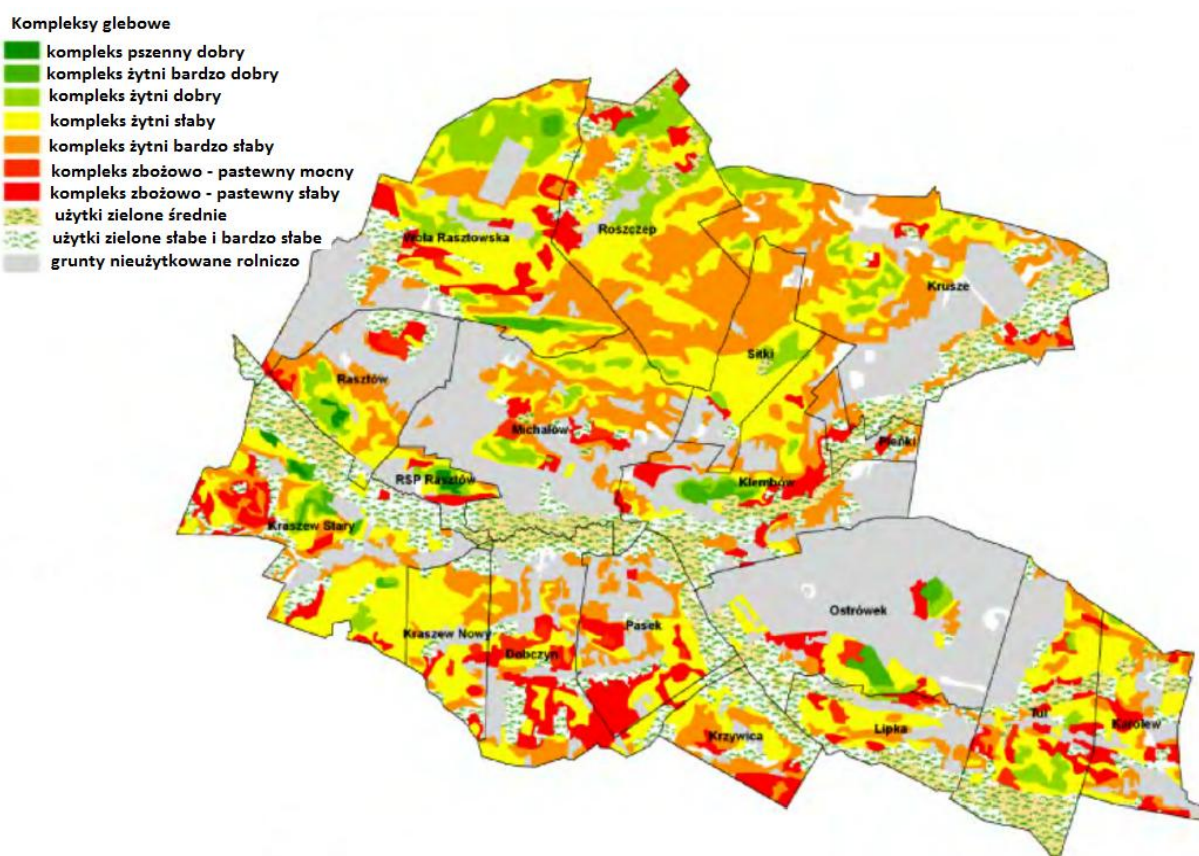 Kompleksy glebowe
kompleks pszenny dobry
kompleks żytni bardzo dobry
kompleks żytni dobry
kompleks żytni słaby
kompleks żytni bardzo słaby
kompleks zbożowo - pastewny mocny
kompleks zbożowo - pastewny słaby
użytki zielone średnie
użytki zielone słabe i bardzo słabe
grunty nieużytkowane rolniczo
Wola Rasztowska
Roszczep
Krusze
Sitki
Rasztów
Michałów
Pieńki
RSP Rasztów
Klembów
Kraszew Stary
Ostrówek
Kraszew Nowy
Pasek
Dobczyn
Krzywica
Lipka
Tul
Karolew